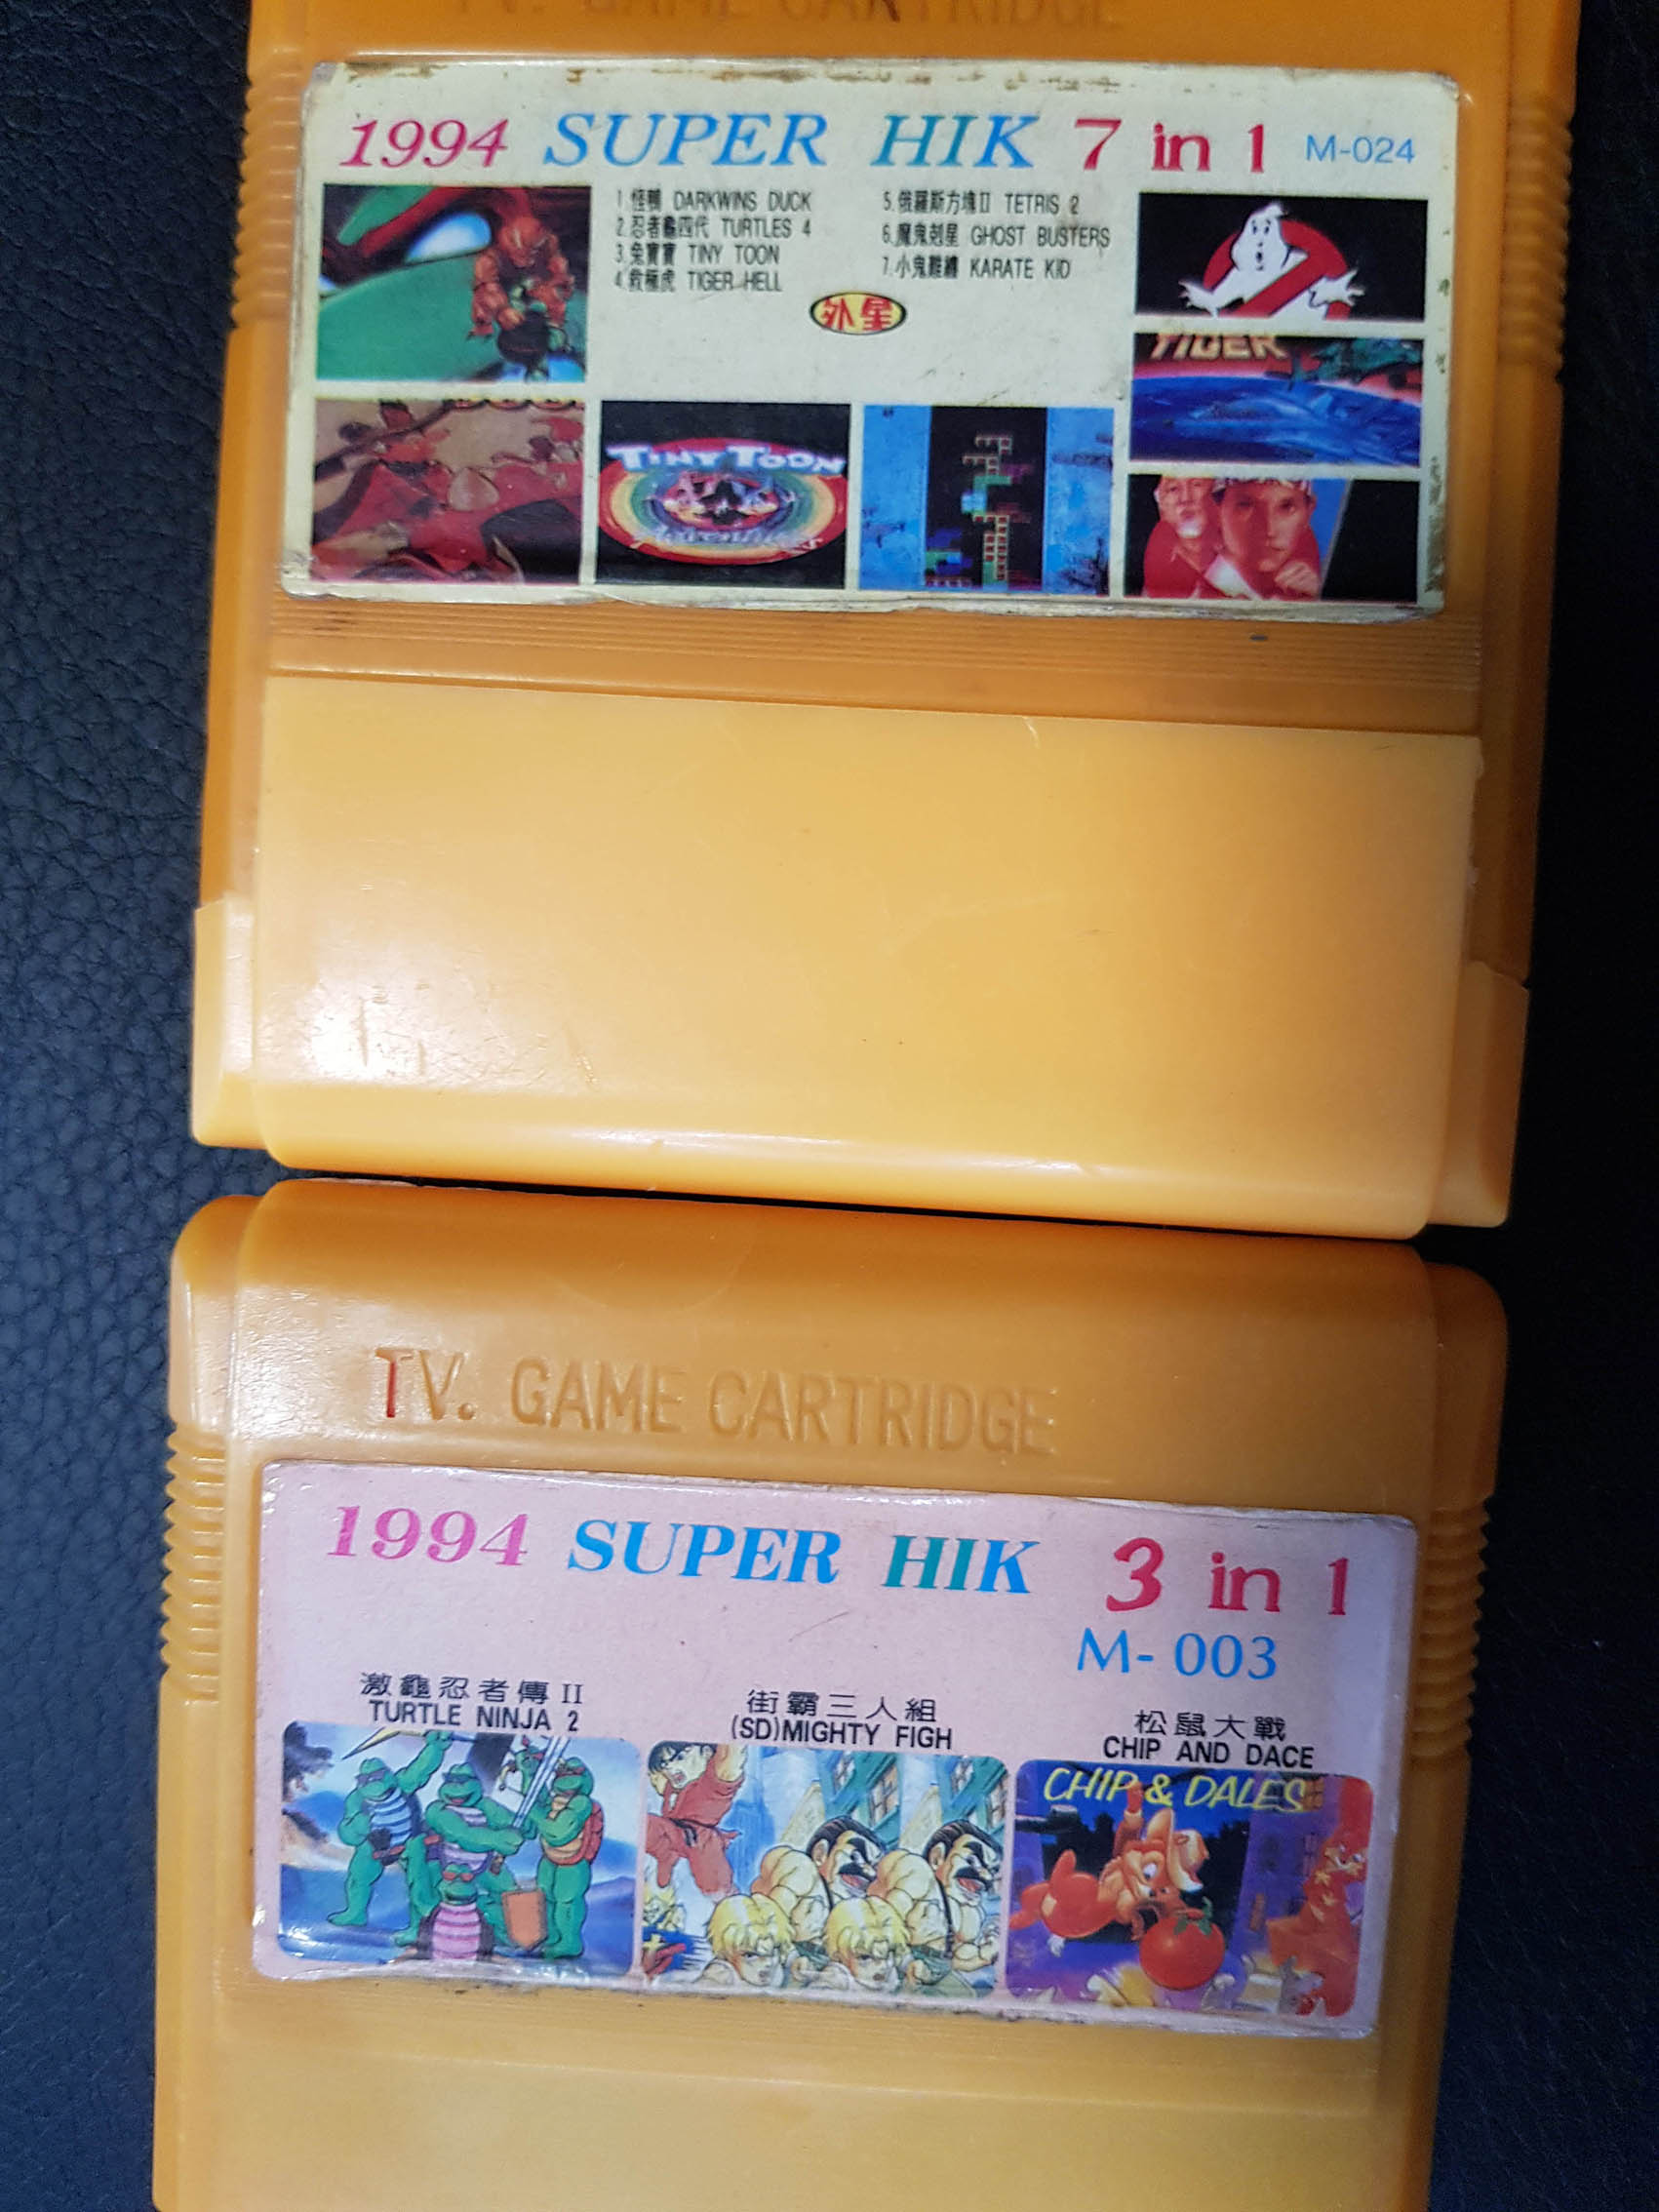 TV. GAME CARTRIDGE
1994 SUPER HIK 7 in 1 M-024
1.怪鴨 DARKWINS DUCK
2.忍者龜四代 TURTLES 4
3.兔寶寶 TINY TOON
4.救極虎 TIGER HELL
5.俄羅斯方塊II TETRIS 2
6.魔鬼剋星 GHOST BUSTERS
7.小鬼難纏 KARATE KID
外星
TIGER
TINY TOON
TV. GAME CARTRIDGE
1994 SUPER HIK 3 in 1
M-003
激龜忍者傳II
TURTLE NINJA 2
街霸三人組
(SD)MIGHTY FIGH
松鼠大戰
CHIP AND DACE
CHIP & DALES